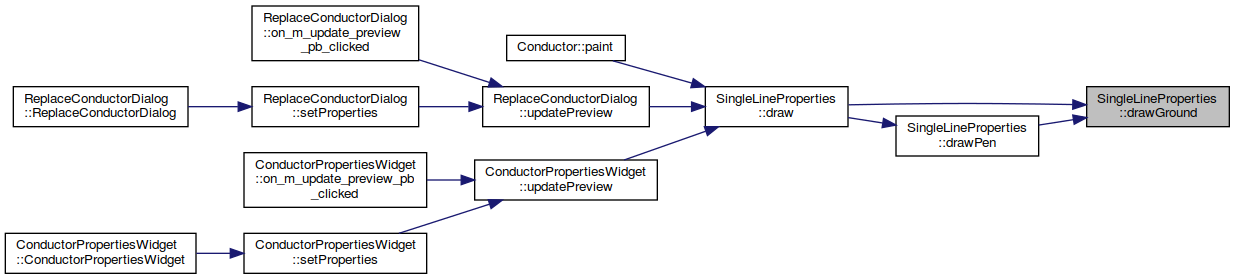 ReplaceConductorDialog
::on_m_update_preview
_pb_clicked
Conductor::paint
ReplaceConductorDialog
::ReplaceConductorDialog
ReplaceConductorDialog
::setProperties
ReplaceConductorDialog
::updatePreview
SingleLineProperties
::draw
SingleLineProperties
::drawGround
SingleLineProperties
::drawPen
ConductorPropertiesWidget
::on_m_update_preview_pb
_clicked
ConductorPropertiesWidget
::updatePreview
ConductorPropertiesWidget
::ConductorPropertiesWidget
ConductorPropertiesWidget
::setProperties